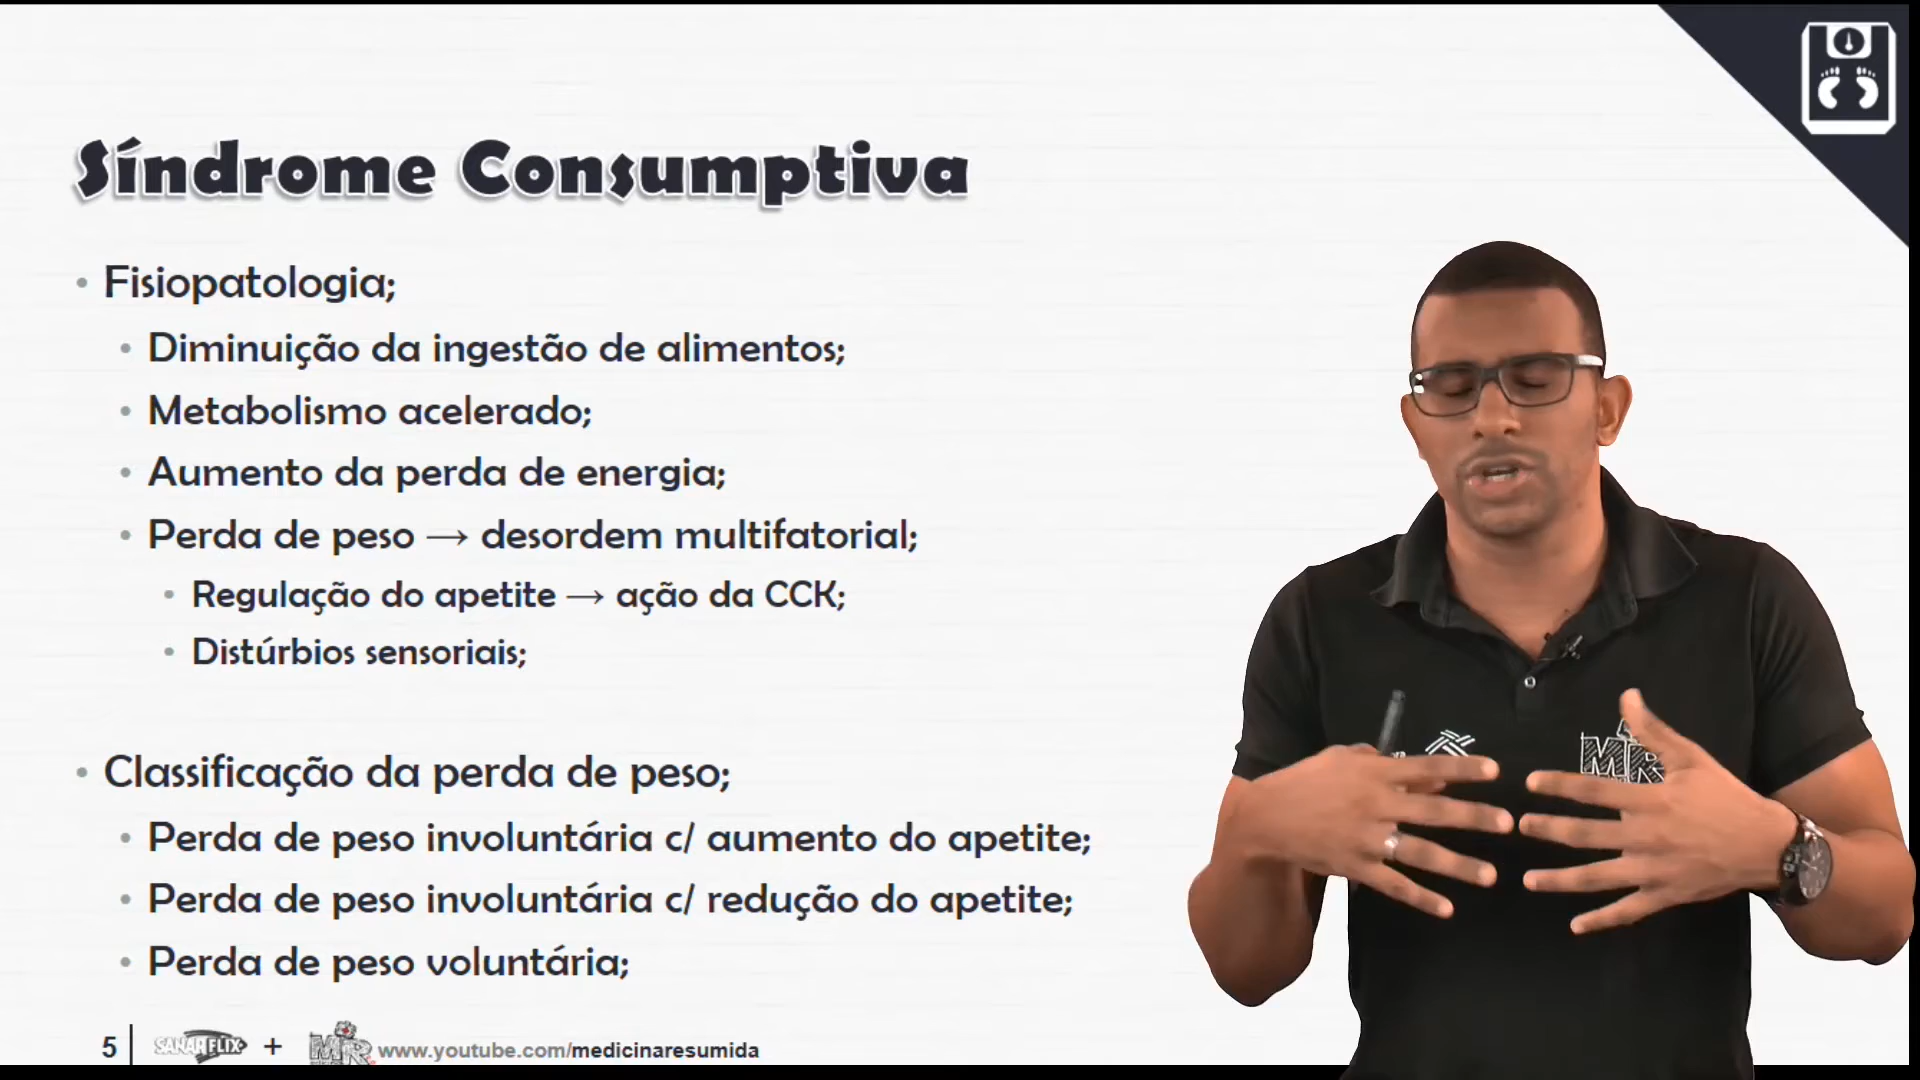 Síndrome Consumptiva
• Fisiopatologia;
• Diminuição da ingestão de alimentos;
• Metabolismo acelerado;
• Aumento da perda de energia;
• Perda de peso → desordem multifatorial;
• Regulação do apetite → ação da CCK;
• Distúrbios sensoriais;
• Classificação da perda de peso;
• Perda de peso involuntária c/ aumento do apetite;
• Perda de peso involuntária c/ redução do apetite;
• Perda de peso voluntária;
MR
5 | SANARFLIX + MR www.youtube.com/medicinaresumida